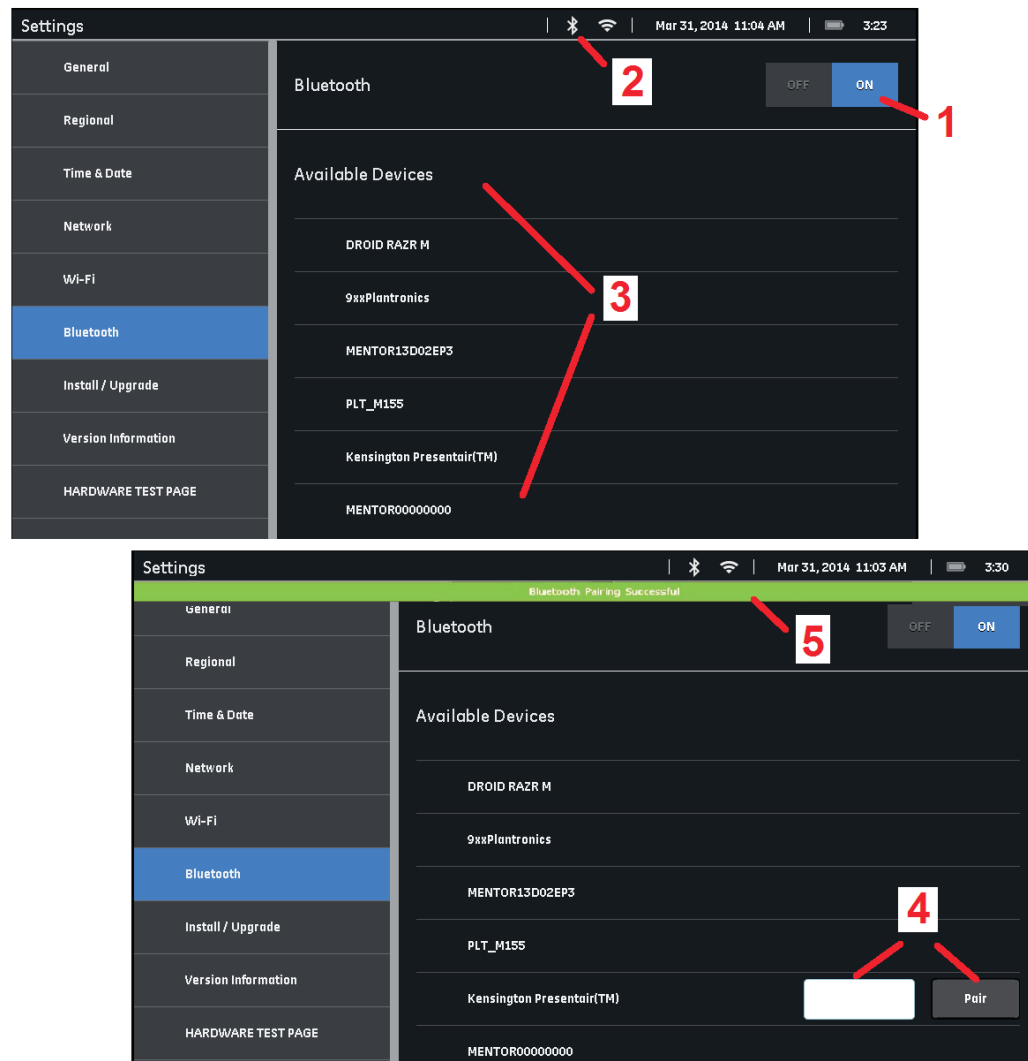 Settings Mar 31, 2014 11:04 AM 3:23
General
Bluetooth OFF ON
2
1
Regional
Time & Date
Available Devices
Network
DROID RAZR M
Wi-Fi
9xxPlantronics
3
Bluetooth
MENTOR13D02EP3
Install / Upgrade
PLT_M155
Version Information
Kensington Presentair(TM)
HARDWARE TEST PAGE
MENTOR00000000
Settings Mar 31, 2014 11:03 AM 3:30
Bluetooth Pairing Successful
General
Bluetooth OFF ON
5
Regional
Time & Date
Available Devices
Network
DROID RAZR M
Wi-Fi
9xxPlantronics
Bluetooth
MENTOR13D02EP3
4
Install / Upgrade
PLT_M155
Version Information
Kensington Presentair(TM) Pair
HARDWARE TEST PAGE
MENTOR00000000